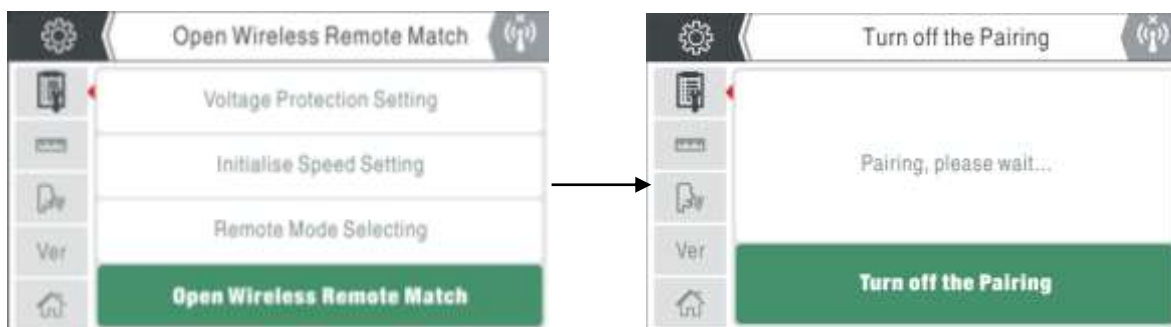 Open Wireless Remote Match
Voltage Protection Setting
Initialise Speed Setting
Remote Mode Selecting
Ver
Open Wireless Remote Match
Turn off the Pairing
Pairing, please wait...
Ver
Turn off the Pairing